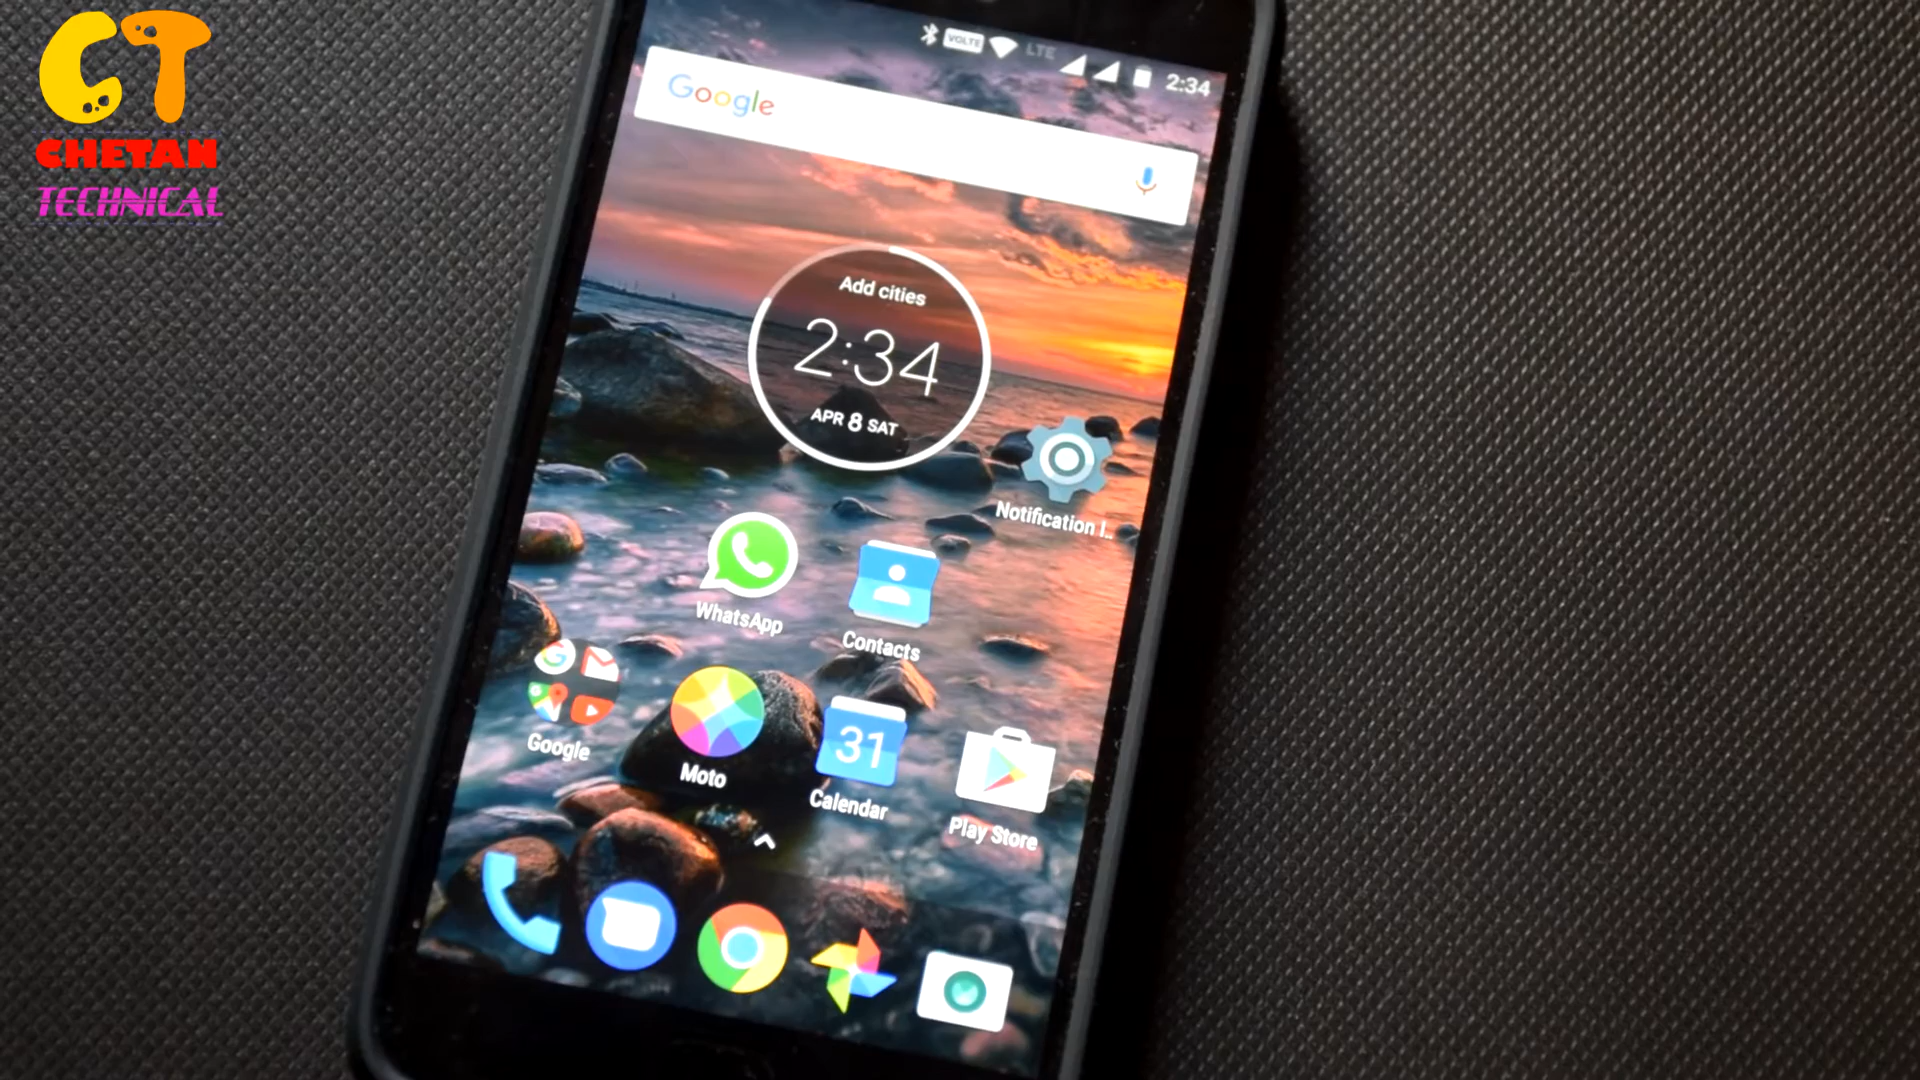 CT
CHETAN
TECHNICAL
VOLTE LTE 2:34
Google
Add cities
2:34
APR 8 SAT
Notification l..
WhatsApp
Contacts
Google
Moto
31
Calendar
Play Store